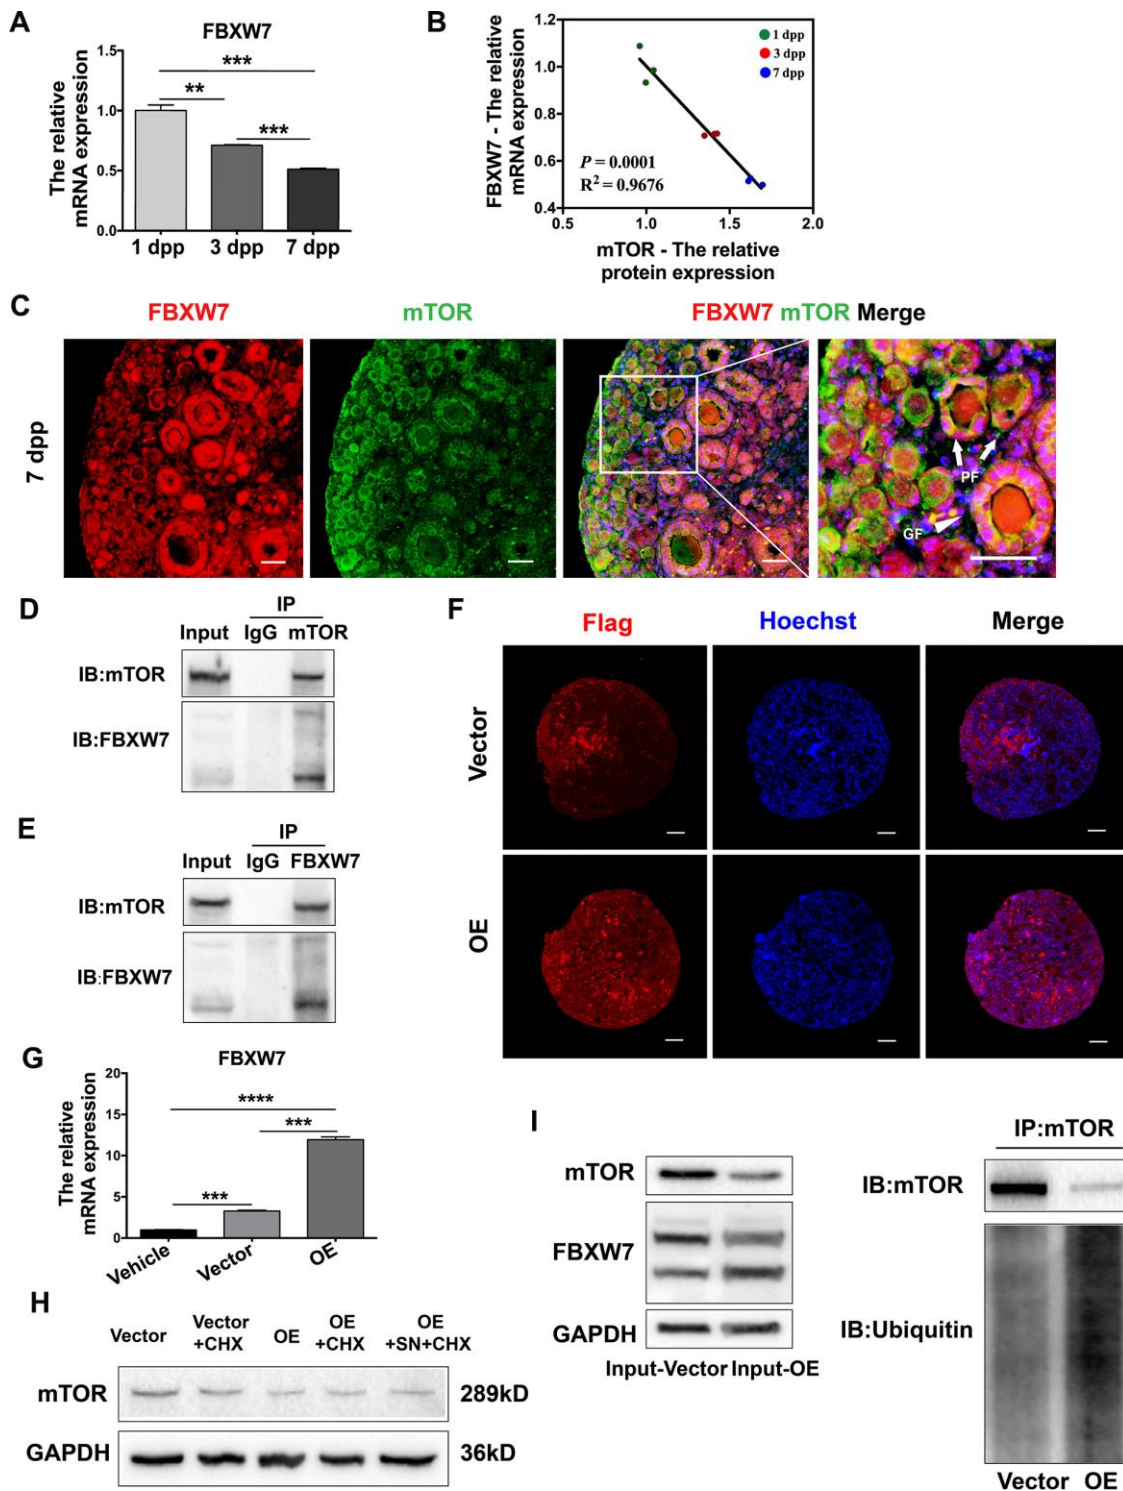 A
FBXW7
The relative
mRNA expression
1.5
1.0
0.5
0.0
***
**
***
1 dpp
3 dpp
7 dpp
B
FBXW7 - The relative
mRNA expression
1.2
1.0
0.8
0.6
0.4
1 dpp
3 dpp
7 dpp
P = 0.0001
R² = 0.9676
0.5
1.0
1.5
2.0
mTOR - The relative
protein expression
C
FBXW7
mTOR
FBXW7 mTOR Merge
7 dpp
PF
GF
D
IP
Input IgG mTOR
IB:mTOR
IB:FBXW7
E
IP
Input IgG FBXW7
IB:mTOR
IB:FBXW7
F
Flag
Hoechst
Merge
Vector
OE
G
FBXW7
The relative
mRNA expression
20
15
10
5
0
****
***
***
Vehicle
Vector
OE
H
Vector
Vector
+CHX
OE
OE
+CHX
OE
+SN+CHX
mTOR
289kD
GAPDH
36kD
I
mTOR
FBXW7
GAPDH
Input-Vector Input-OE
IP:mTOR
IB:mTOR
IB:Ubiquitin
Vector OE